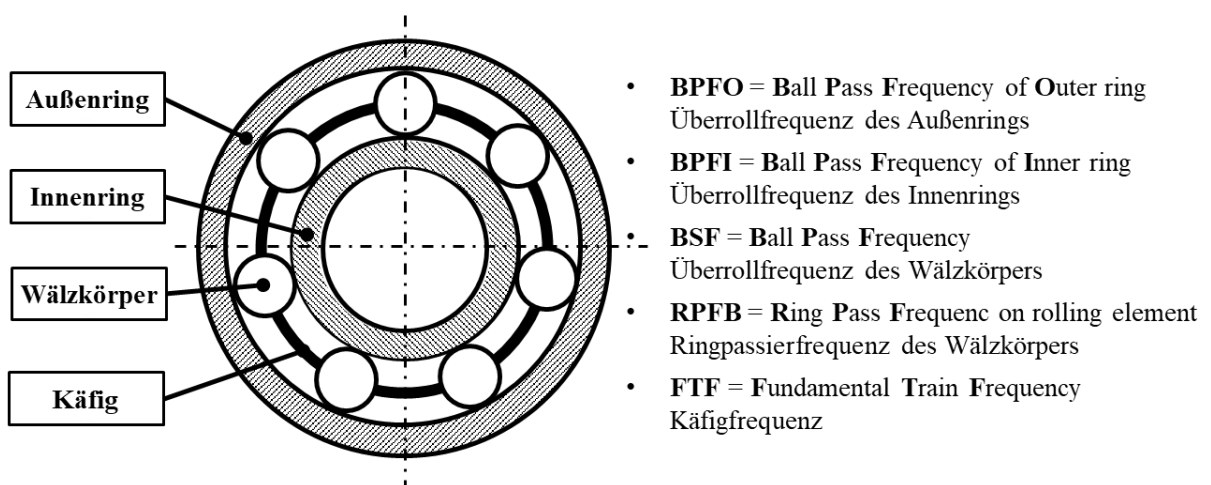 Außenring
Innenring
Wälzkörper
Käfig
• BPFO = Ball Pass Frequency of Outer ring
Überrollfrequenz des Außenrings
• BPFI = Ball Pass Frequency of Inner ring
Überrollfrequenz des Innenrings
• BSF = Ball Pass Frequency
Überrollfrequenz des Wälzkörpers
• RPFB = Ring Pass Frequenc on rolling element
Ringpassierfrequenz des Wälzkörpers
• FTF = Fundamental Train Frequency
Käfigfrequenz